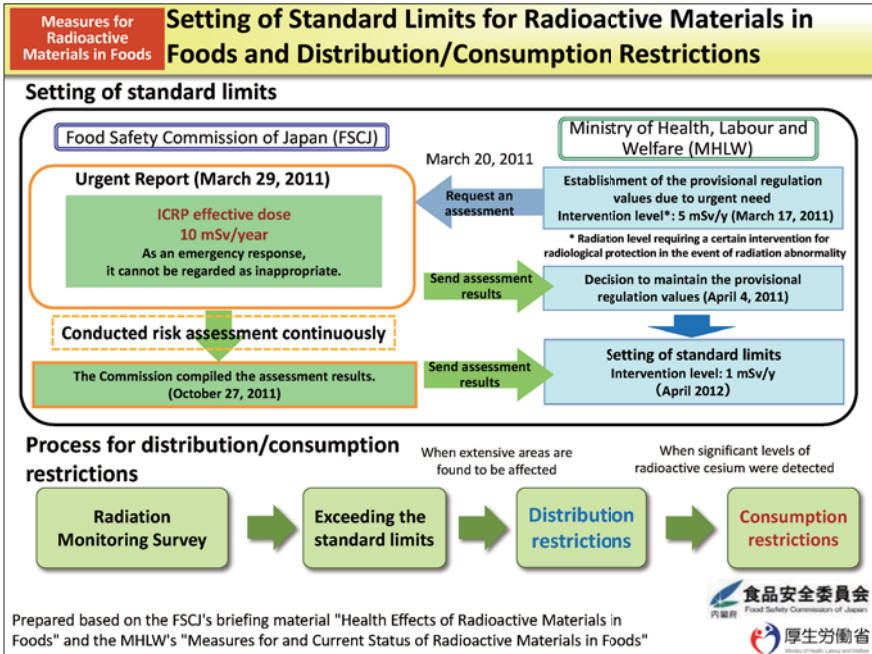 Measures for
Radioactive
Materials in Foods
Setting of Standard Limits for Radioactive Materials in
Foods and Distribution/Consumption Restrictions
Setting of standard limits
Food Safety Commission of Japan (FSCJ)
Ministry of Health, Labour and
Welfare (MHLW)
March 20, 2011
Request an
assessment
Urgent Report (March 29, 2011)
ICRP effective dose
10 mSv/year
As an emergency response,
it cannot be regarded as inappropriate.
Establishment of the provisional regulation
values due to urgent need
Intervention level*: 5 mSv/y (March 17, 2011)
* Radiation level requiring a certain intervention for
radiological protection in the event of radiation abnormality
Send assessment
results
Decision to maintain the provisional
regulation values (April 4, 2011)
Conducted risk assessment continuously
The Commission compiled the assessment results.
(October 27, 2011)
Send assessment
results
Setting of standard limits
Intervention level: 1 mSv/y
(April 2012)
Process for distribution/consumption
restrictions
When extensive areas are
found to be affected
When significant levels of
radioactive cesium were detected
Radiation
Monitoring Survey
Exceeding the
standard limits
Distribution
restrictions
Consumption
restrictions
Prepared based on the FSCJ's briefing material "Health Effects of Radioactive Materials in
Foods" and the MHLW's "Measures for and Current Status of Radioactive Materials in Foods"
内閣府
食品安全委員会
Food Safety Commission of Japan
厚生労働省
Ministry of Health, Labour and Welfare